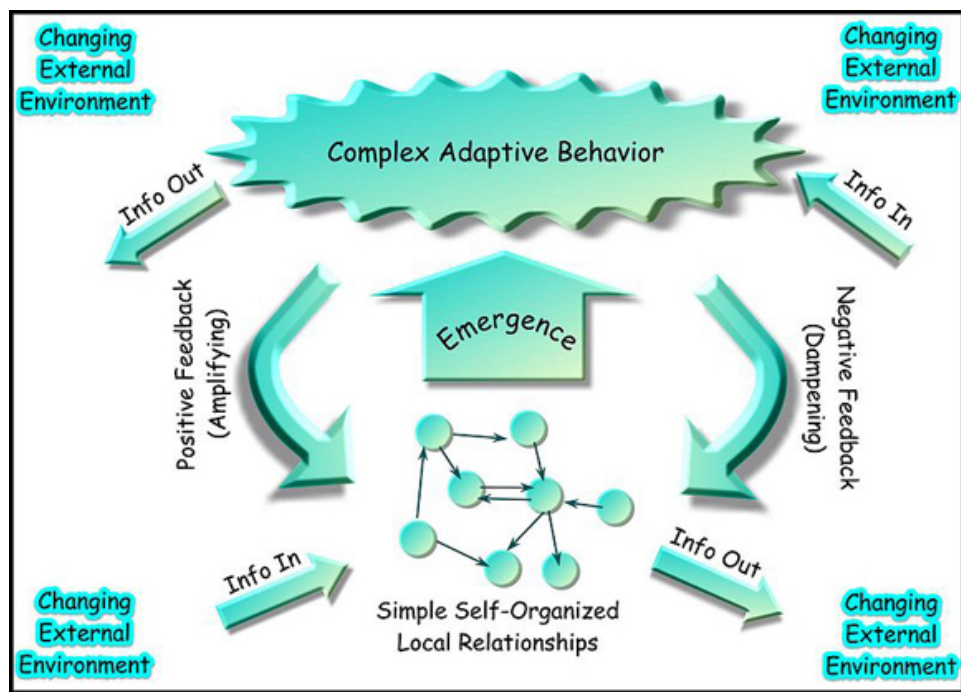 Changing
External
Environment
Changing
External
Environment
Complex Adaptive Behavior
Info Out
Info In
Positive Feedback
(Amplifying)
Emergence
Negative Feedback
(Dampening)
Info In
Info Out
Simple Self-Organized
Local Relationships
Changing
External
Environment
Changing
External
Environment